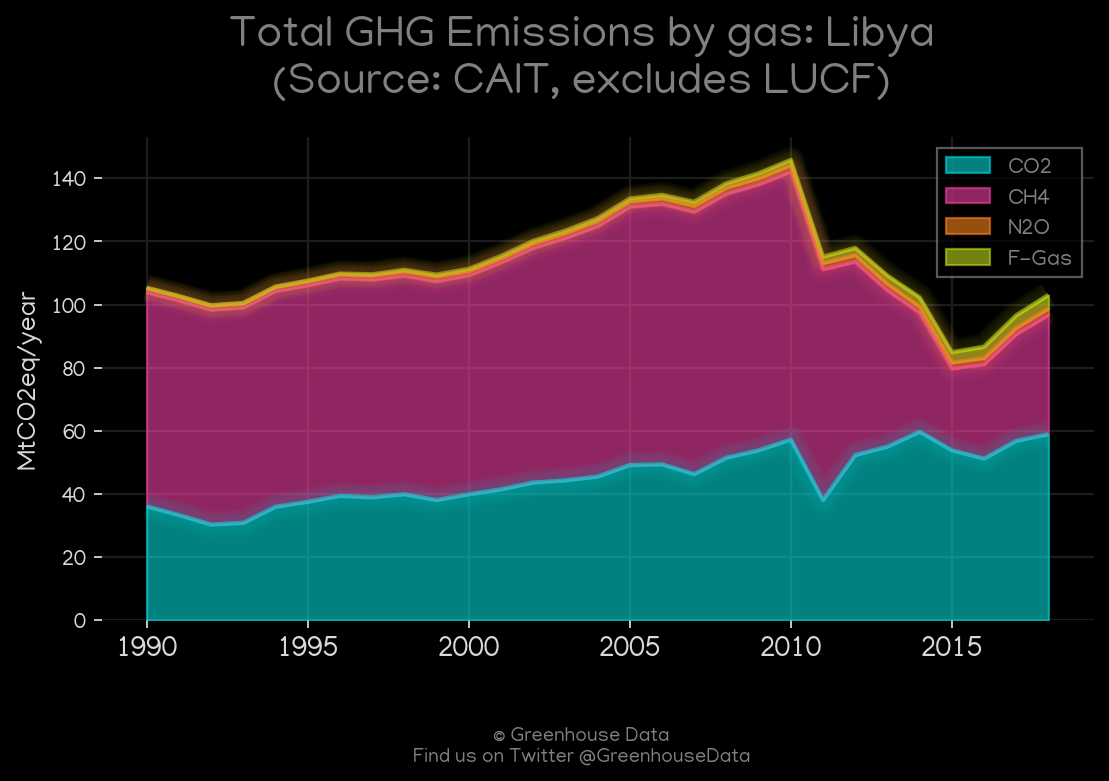 Total GHG Emissions by gas: Libya
(Source: CAIT, excludes LUCF)
MtCO2eq/year
140
120
100
80
60
40
20
0
1990 1995 2000 2005 2010 2015
CO2
CH4
N2O
F-Gas
© Greenhouse Data
Find us on Twitter @GreenhouseData